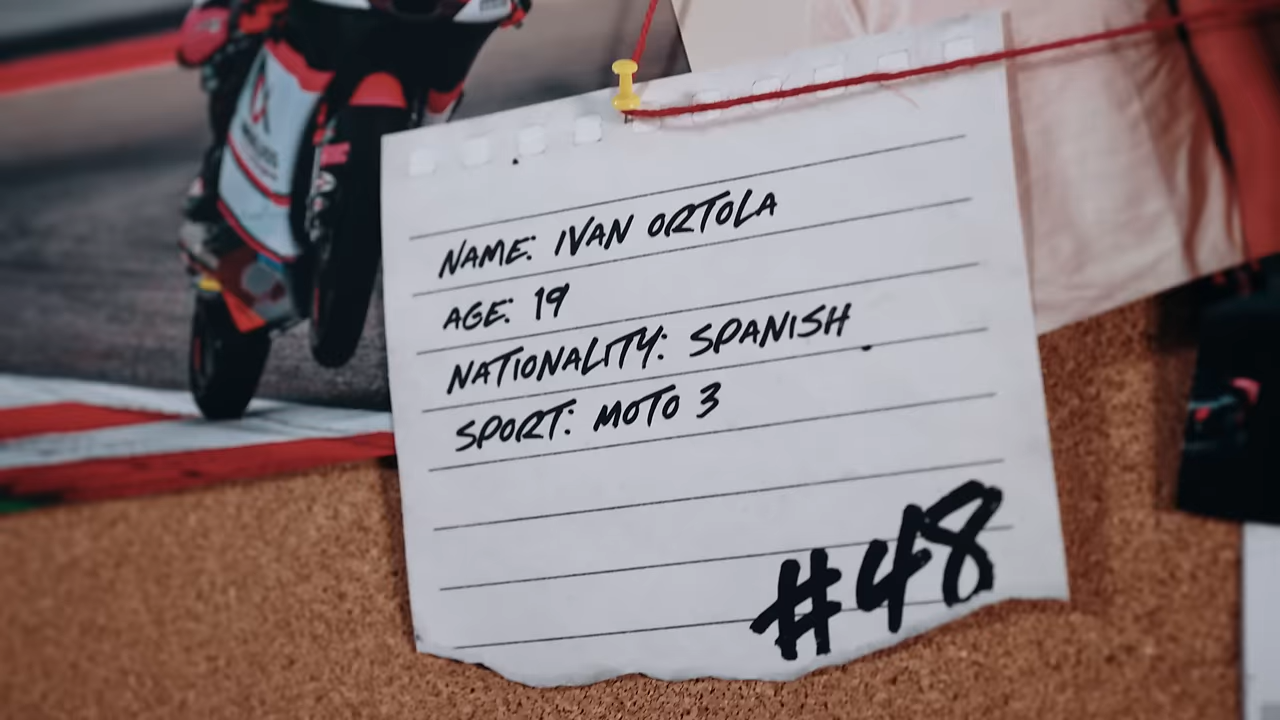 NAME: IVAN ORTOLA
AGE: 19
NATIONALITY: SPANISH
SPORT: MOTO 3
#48